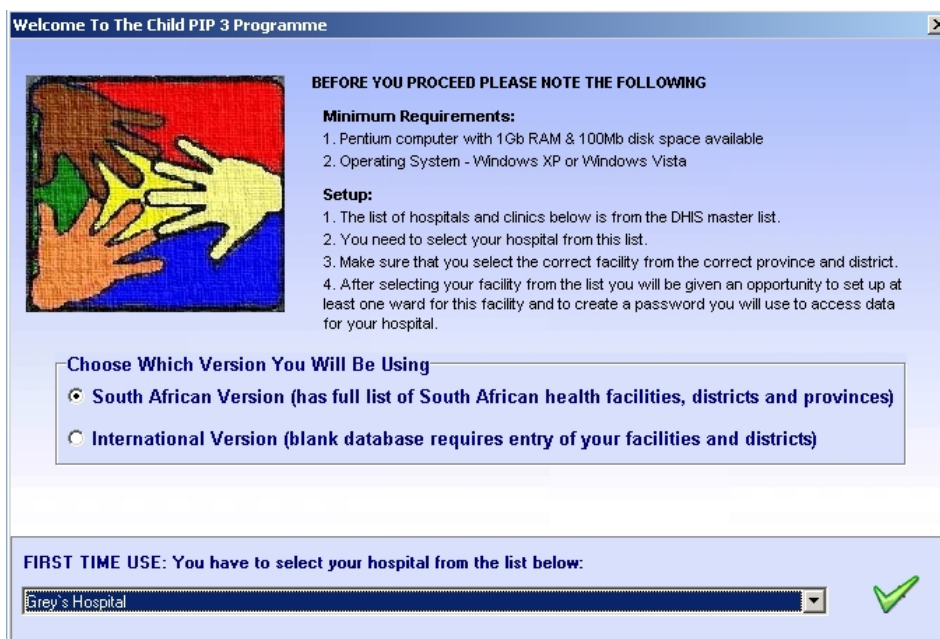 Welcome To The Child PIP 3 Programme
BEFORE YOU PROCEED PLEASE NOTE THE FOLLOWING
Minimum Requirements:
1. Pentium computer with 1Gb RAM & 100Mb disk space available
2. Operating System - Windows XP or Windows Vista
Setup:
1. The list of hospitals and clinics below is from the DHIS master list.
2. You need to select your hospital from this list.
3. Make sure that you select the correct facility from the correct province and district.
4. After selecting your facility from the list you will be given an opportunity to set up at
least one ward for this facility and to create a password you will use to access data
for your hospital.
Choose Which Version You Will Be Using
South African Version (has full list of South African health facilities, districts and provinces)
International Version (blank database requires entry of your facilities and districts)
FIRST TIME USE: You have to select your hospital from the list below:
Grey`s Hospital